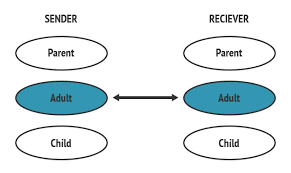 SENDER RECIEVER
Parent Parent
Adult Adult
Child Child